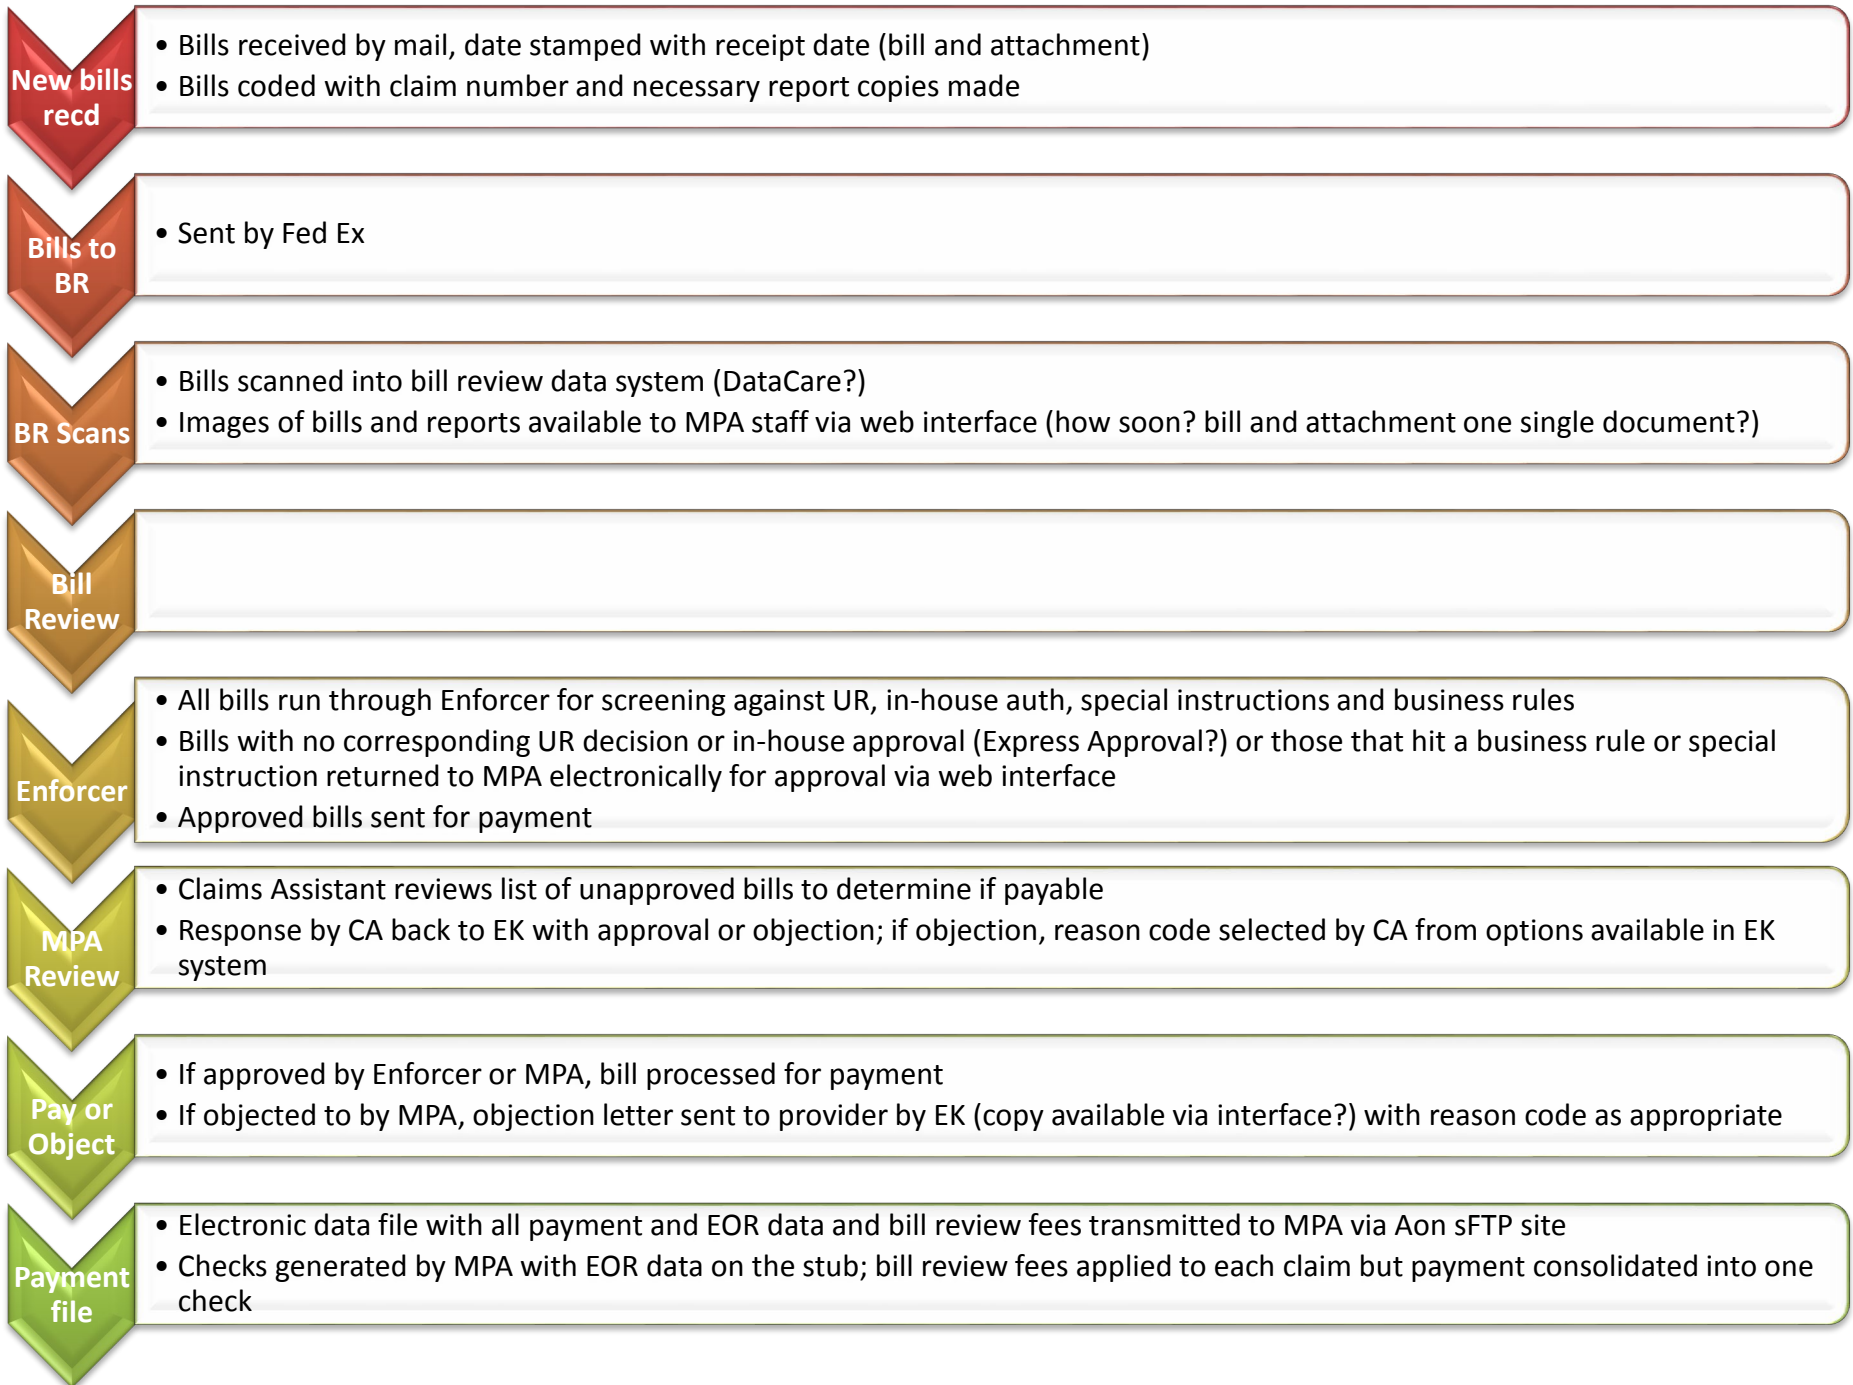 New bills
recd
• Bills received by mail, date stamped with receipt date (bill and attachment)
• Bills coded with claim number and necessary report copies made
Bills to
BR
• Sent by Fed Ex
BR Scans
• Bills scanned into bill review data system (DataCare?)
• Images of bills and reports available to MPA staff via web interface (how soon? bill and attachment one single document?)
Bill
Review
Enforcer
• All bills run through Enforcer for screening against UR, in-house auth, special instructions and business rules
• Bills with no corresponding UR decision or in-house approval (Express Approval?) or those that hit a business rule or special
instruction returned to MPA electronically for approval via web interface
• Approved bills sent for payment
MPA
Review
• Claims Assistant reviews list of unapproved bills to determine if payable
• Response by CA back to EK with approval or objection; if objection, reason code selected by CA from options available in EK
system
Pay or
Object
• If approved by Enforcer or MPA, bill processed for payment
• If objected to by MPA, objection letter sent to provider by EK (copy available via interface?) with reason code as appropriate
Payment
file
• Electronic data file with all payment and EOR data and bill review fees transmitted to MPA via Aon sFTP site
• Checks generated by MPA with EOR data on the stub; bill review fees applied to each claim but payment consolidated into one
check